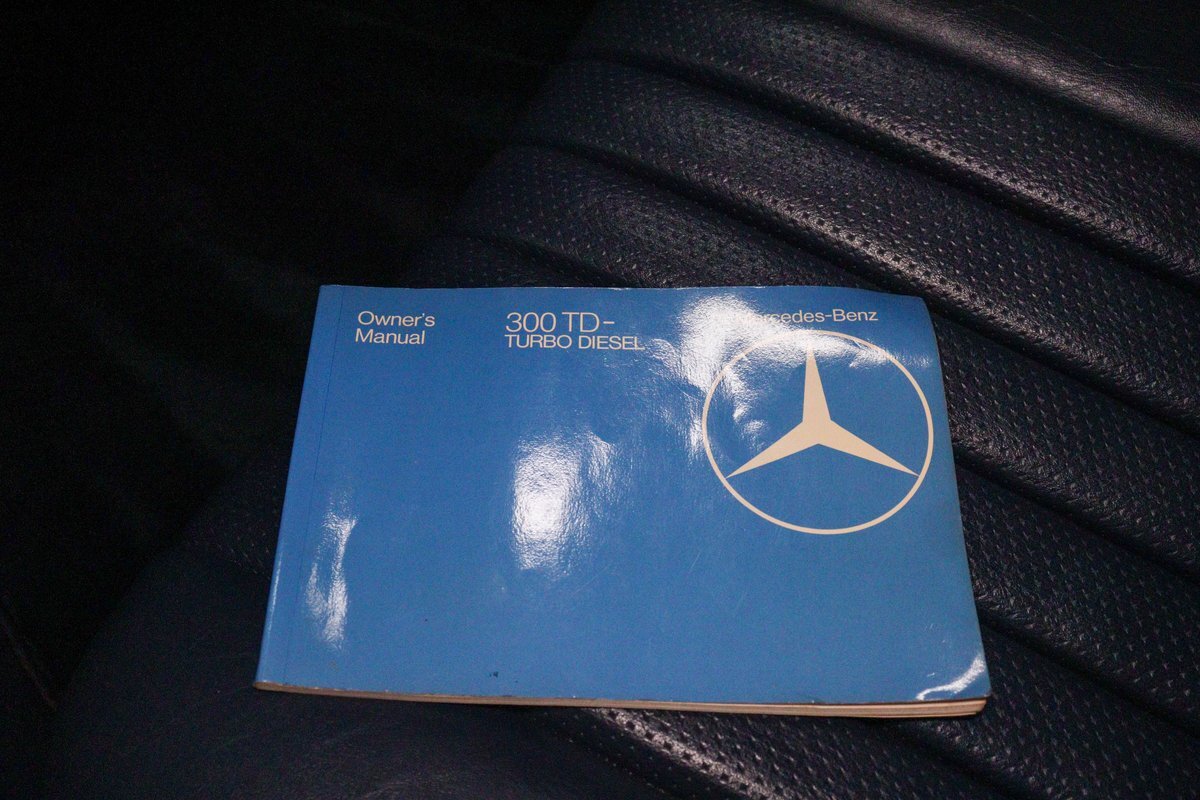 Owner's
Manual
300 TD-
TURBO DIESEL
Mercedes-Benz